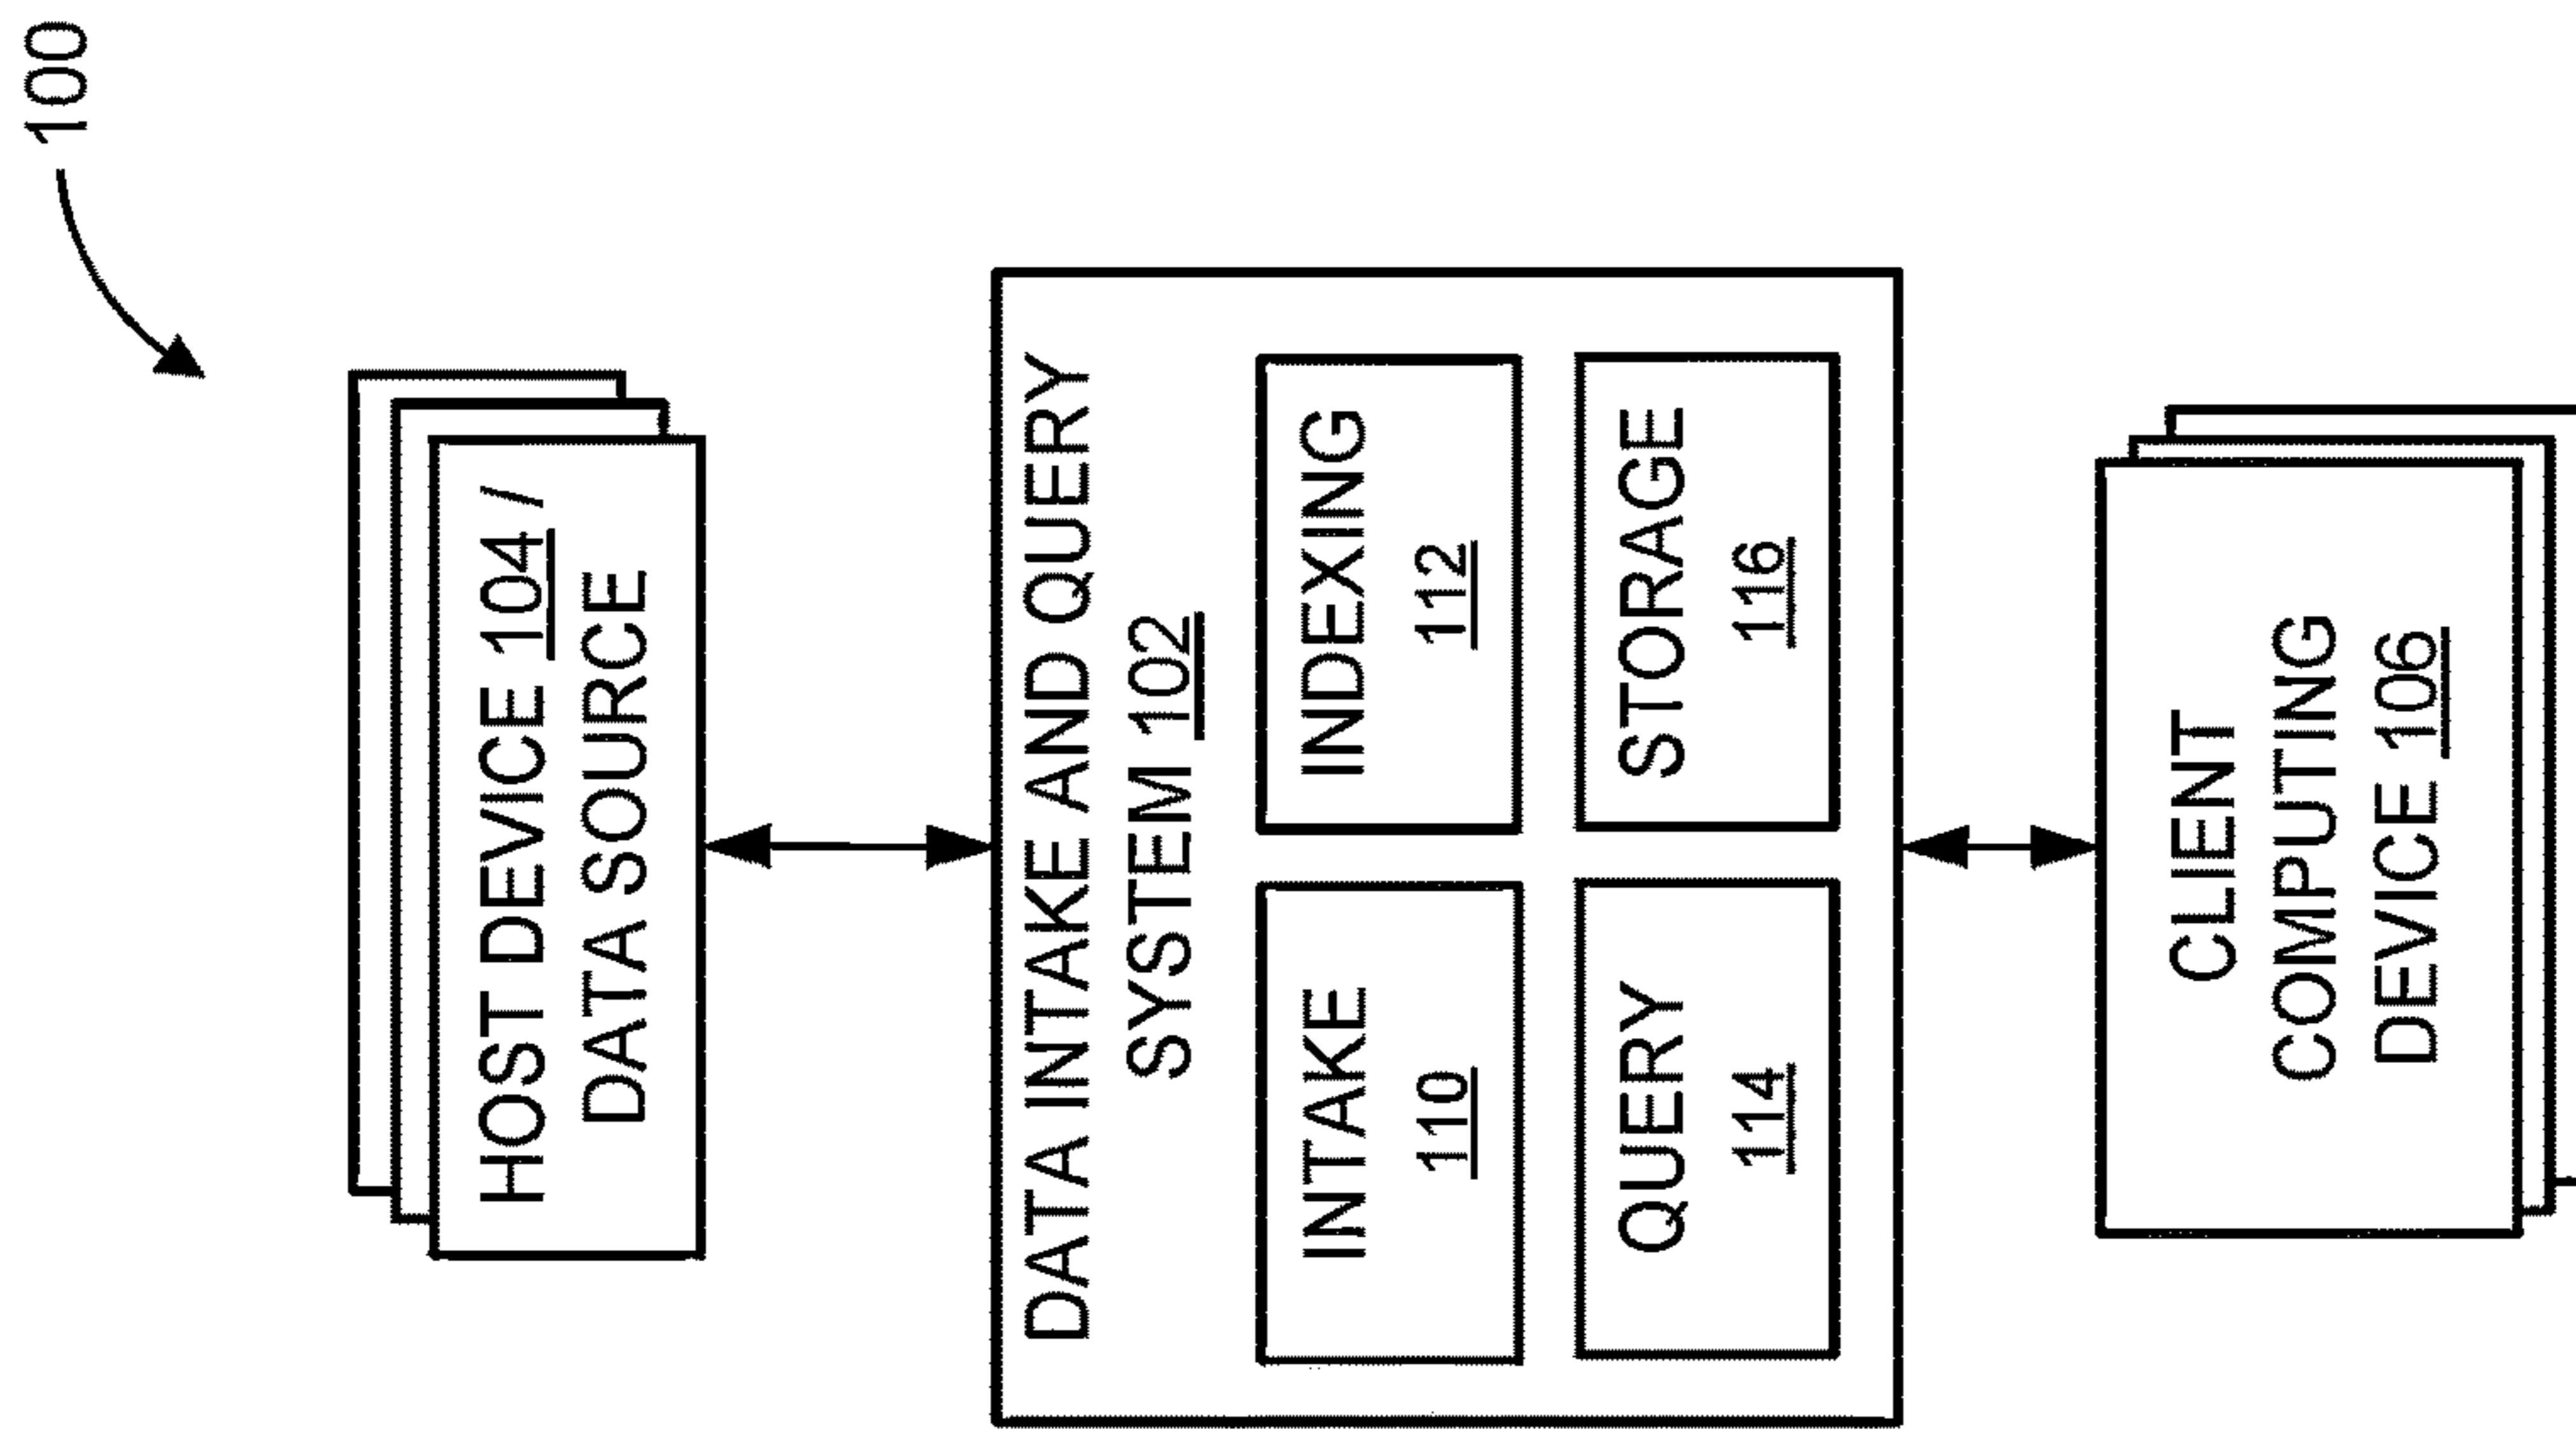 100
HOST DEVICE 104 /
DATA SOURCE
DATA INTAKE AND QUERY
SYSTEM 102
INTAKE
110
INDEXING
112
QUERY
114
STORAGE
116
CLIENT
COMPUTING
DEVICE 106